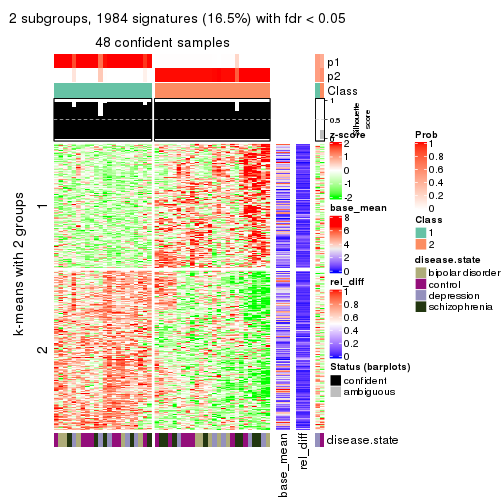 2 subgroups, 1984 signatures (16.5%) with fdr < 0.05
48 confident samples
p1
p2
Class
Silhouette
score
1
0.5
0
k-means with 2 groups
1
2
base_mean
rel_diff
disease.state
z-score
2
1
0
-1
-2
base_mean
8
6
4
2
0
rel_diff
1
0.8
0.6
0.4
0.2
0
Status (barplots)
confident
ambiguous
Prob
1
0.8
0.6
0.4
0.2
0
Class
1
2
disease.state
bipolar disorder
control
depression
schizophrenia